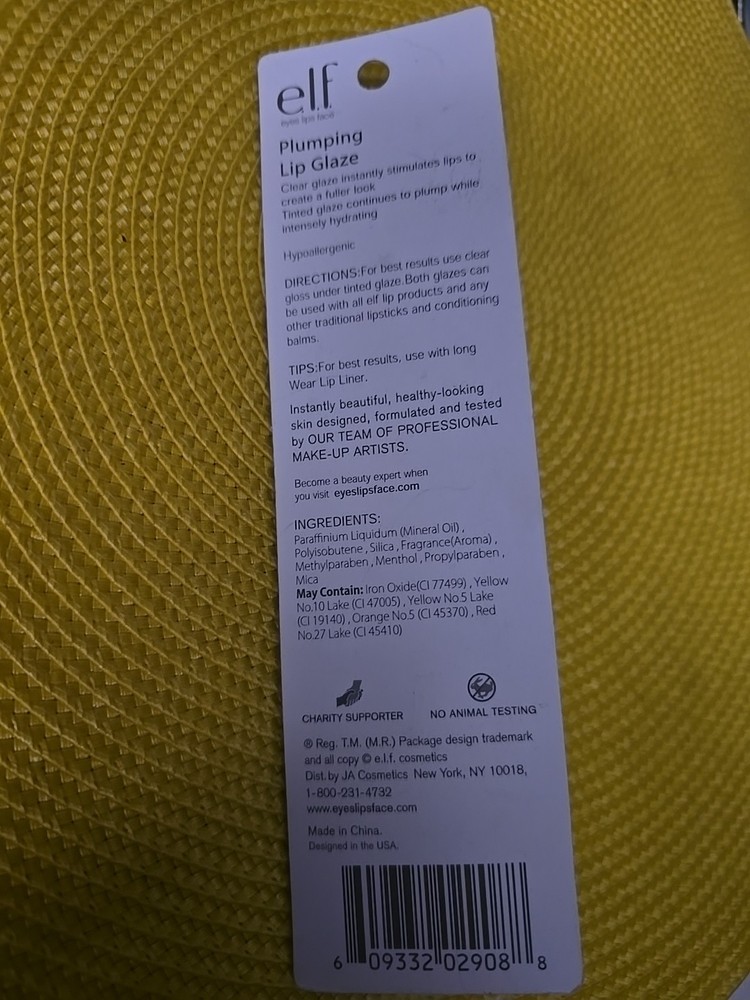 e.l.f.
eyes lips face
Plumping
Lip Glaze
Clear glaze instantly stimulates lips to
create a fuller look
Tinted glaze continues to plump while
intensely hydrating
Hypoallergenic
DIRECTIONS:For best results use clear
gloss under tinted glaze.Both glazes can
be used with all elf lip products and any
other traditional lipsticks and conditioning
balms.
TIPS:For best results, use with long
Wear Lip Liner.
Instantly beautiful, healthy-looking
skin designed, formulated and tested
by OUR TEAM OF PROFESSIONAL
MAKE-UP ARTISTS.
Become a beauty expert when
you visit eyeslipsface.com
INGREDIENTS:
Paraffinium Liquidum (Mineral Oil) ,
Polyisobutene , Silica , Fragrance(Aroma) ,
Methylparaben , Menthol , Propylparaben ,
Mica
May Contain: Iron Oxide(CI 77499) , Yellow
No.10 Lake (CI 47005) , Yellow No.5 Lake
(CI 19140) , Orange No.5 (CI 45370) , Red
No.27 Lake (CI 45410)
CHARITY SUPPORTER NO ANIMAL TESTING
® Reg. T.M. (M.R.) Package design trademark
and all copy © e.l.f. cosmetics
Dist. by JA Cosmetics New York, NY 10018,
1-800-231-4732
www.eyeslipsface.com
Made in China.
Designed in the USA.
6 09332 02908 8